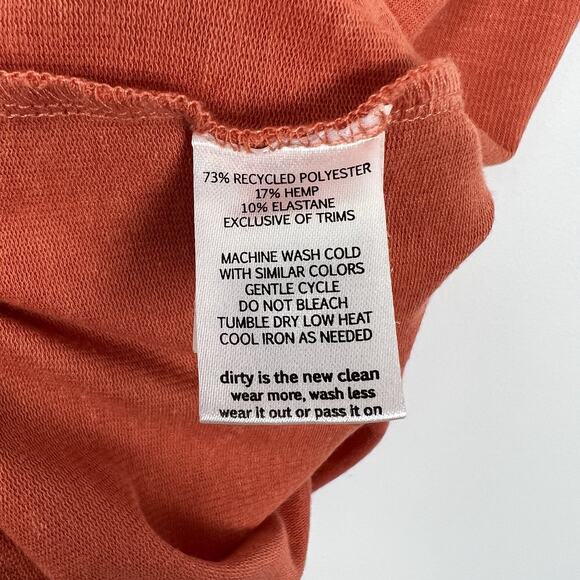 73% RECYCLED POLYESTER
17% HEMP
10% ELASTANE
EXCLUSIVE OF TRIMS
MACHINE WASH COLD
WITH SIMILAR COLORS
GENTLE CYCLE
DO NOT BLEACH
TUMBLE DRY LOW HEAT
COOL IRON AS NEEDED
dirty is the new clean
wear more, wash less
wear it out or pass it on